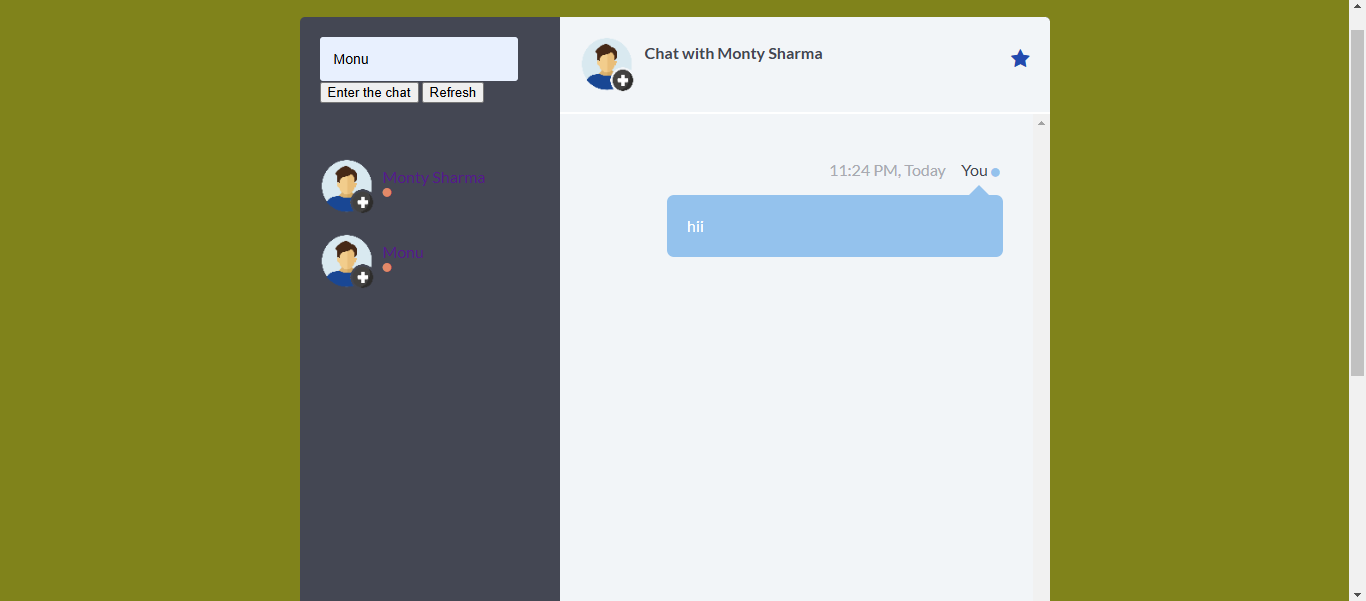 Monu
Enter the chat Refresh
Monty Sharma
Monu
Chat with Monty Sharma
11:24 PM, Today You
hii